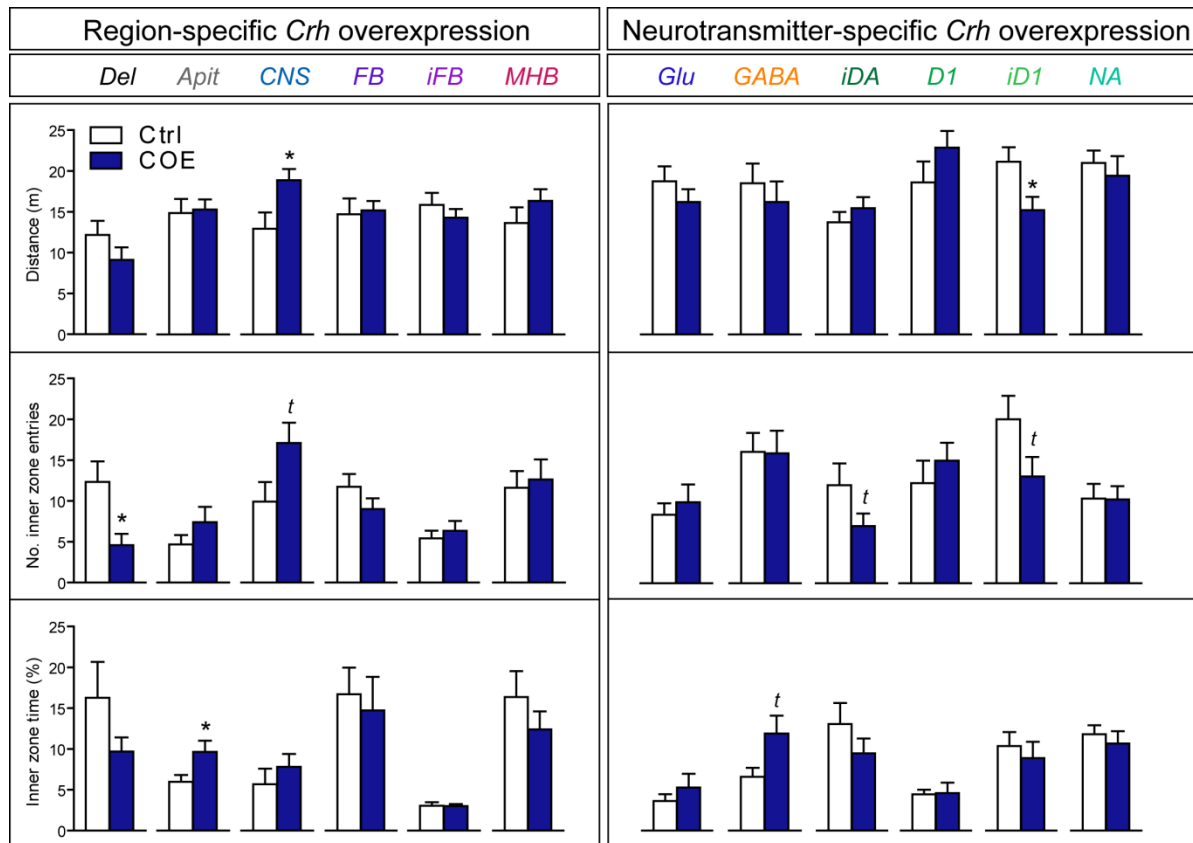 Region-specific Crh overexpression
Neurotransmitter-specific Crh overexpression
Del Apit CNS FB iFB MHB
Glu GABA iDA D1 iD1 NA
Distance (m)
25
20
15
10
5
0
Ctrl
COE
*
*
No. inner zone entries
25
20
15
10
5
0
*
t
t
t
Inner zone time (%)
25
20
15
10
5
0
*
t